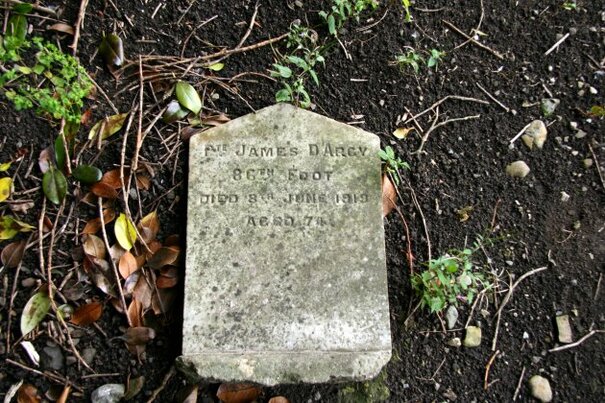 Pte JAMES D'ARCY
86TH FOOT
DIED 8TH JUNE 1913
AGED 74